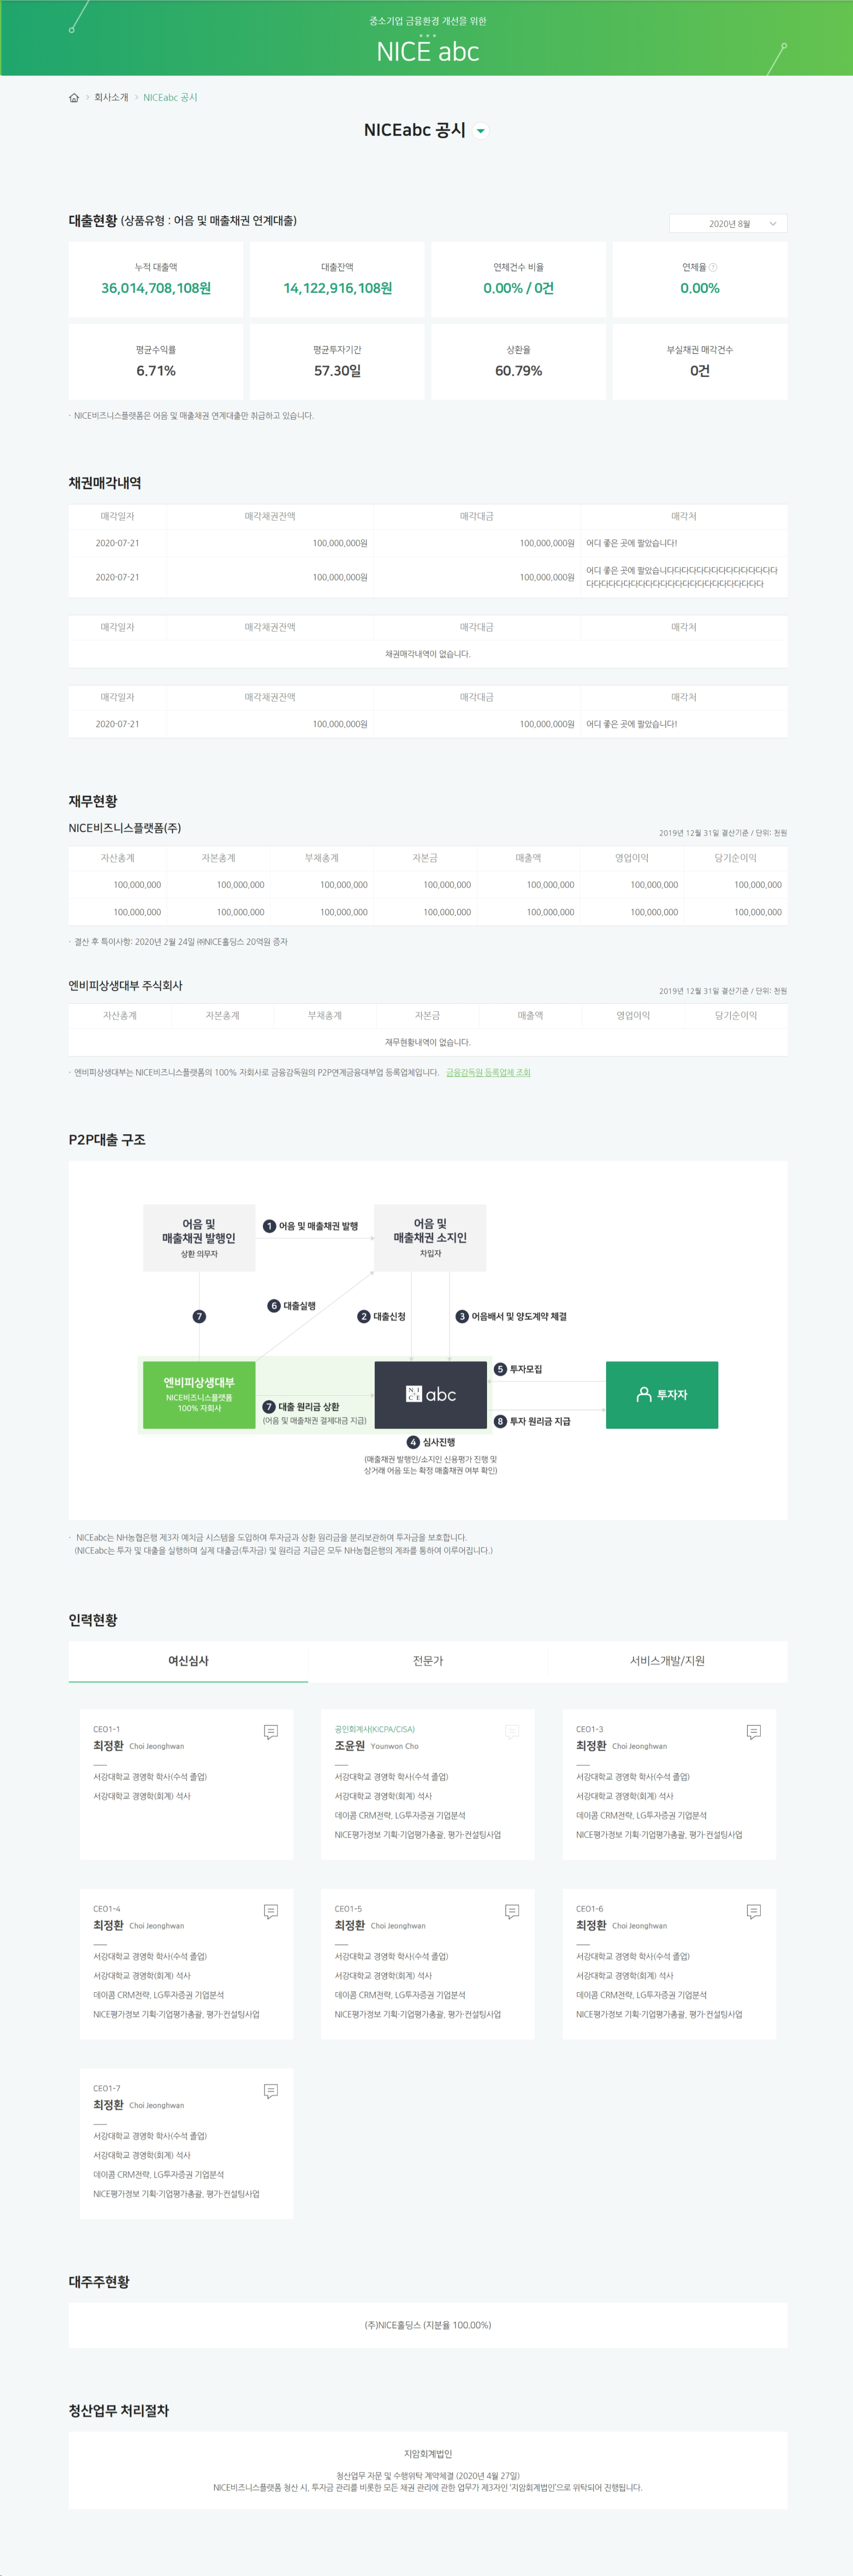 중소기업 금융환경 개선을 위한
NICE abc
회사소개 > NICEabc 공시
NICEabc 공시
대출현황 (상품유형 : 어음 및 매출채권 연계대출)
2020년 8월
누적 대출액 대출잔액 연체건수 비율 연체율
36,014,708,108원 14,122,916,108원 0.00% / 0건 0.00%
평균수익률 평균투자기간 상환율 부실채권 매각건수
6.71% 57.30일 60.79% 0건
· NICE비즈니스플랫폼은 어음 및 매출채권 연계대출만 취급하고 있습니다.
채권매각내역
매각일자 매각채권잔액 매각대금 매각처
2020-07-21 100,000,000원 100,000,000원 어디 좋은 곳에 팔았습니다!
2020-07-21 100,000,000원 100,000,000원 어디 좋은 곳에 팔았습니다다다다다다다다다다다다다다다
다다다다다다다다다다다다다다다다다다다다다다다다
매각일자 매각채권잔액 매각대금 매각처
채권매각내역이 없습니다.
매각일자 매각채권잔액 매각대금 매각처
2020-07-21 100,000,000원 100,000,000원 어디 좋은 곳에 팔았습니다!
재무현황
NICE비즈니스플랫폼(주)
2019년 12월 31일 결산기준 / 단위: 천원
자산총계 자본총계 부채총계 자본금 매출액 영업이익 당기순이익
100,000,000 100,000,000 100,000,000 100,000,000 100,000,000 100,000,000 100,000,000
100,000,000 100,000,000 100,000,000 100,000,000 100,000,000 100,000,000 100,000,000
· 결산 후 특이사항: 2020년 2월 24일 ㈜NICE홀딩스 20억원 증자
엔비피상생대부 주식회사
2019년 12월 31일 결산기준 / 단위: 천원
자산총계 자본총계 부채총계 자본금 매출액 영업이익 당기순이익
재무현황내역이 없습니다.
· 엔비피상생대부는 NICE비즈니스플랫폼의 100% 자회사로 금융감독원의 P2P연계금융대부업 등록업체입니다. 금융감독원 등록업체 조회
P2P대출 구조
어음 및
매출채권 발행인
상환 의무자
1 어음 및 매출채권 발행
어음 및
매출채권 소지인
차입자
7
6 대출실행
2 대출신청
3 어음배서 및 양도계약 체결
엔비피상생대부
NICE비즈니스플랫폼
100% 자회사
7 대출 원리금 상환
(어음 및 매출채권 결제대금 지급)
NICE abc
5 투자모집
8 투자 원리금 지급
투자자
4 심사진행
(매출채권 발행인/소지인 신용평가 진행 및
상거래 어음 또는 확정 매출채권 여부 확인)
· NICEabc는 NH농협은행 제3자 예치금 시스템을 도입하여 투자금과 상환 원리금을 분리보관하여 투자금을 보호합니다.
(NICEabc는 투자 및 대출을 실행하며 실제 대출금(투자금) 및 원리금 지급은 모두 NH농협은행의 계좌를 통하여 이루어집니다.)
인력현황
여신심사 전문가 서비스개발/지원
CEO1-1
최정환 Choi Jeonghwan
서강대학교 경영학 학사(수석 졸업)
서강대학교 경영학(회계) 석사
공인회계사(KICPA/CISA)
조윤원 Younwon Cho
서강대학교 경영학 학사(수석 졸업)
서강대학교 경영학(회계) 석사
데이콤 CRM전략, LG투자증권 기업분석
NICE평가정보 기획·기업평가총괄, 평가·컨설팅사업
CEO1-3
최정환 Choi Jeonghwan
서강대학교 경영학 학사(수석 졸업)
서강대학교 경영학(회계) 석사
데이콤 CRM전략, LG투자증권 기업분석
NICE평가정보 기획·기업평가총괄, 평가·컨설팅사업
CEO1-4
최정환 Choi Jeonghwan
서강대학교 경영학 학사(수석 졸업)
서강대학교 경영학(회계) 석사
데이콤 CRM전략, LG투자증권 기업분석
NICE평가정보 기획·기업평가총괄, 평가·컨설팅사업
CEO1-5
최정환 Choi Jeonghwan
서강대학교 경영학 학사(수석 졸업)
서강대학교 경영학(회계) 석사
데이콤 CRM전략, LG투자증권 기업분석
NICE평가정보 기획·기업평가총괄, 평가·컨설팅사업
CEO1-6
최정환 Choi Jeonghwan
서강대학교 경영학 학사(수석 졸업)
서강대학교 경영학(회계) 석사
데이콤 CRM전략, LG투자증권 기업분석
NICE평가정보 기획·기업평가총괄, 평가·컨설팅사업
CEO1-7
최정환 Choi Jeonghwan
서강대학교 경영학 학사(수석 졸업)
서강대학교 경영학(회계) 석사
데이콤 CRM전략, LG투자증권 기업분석
NICE평가정보 기획·기업평가총괄, 평가·컨설팅사업
대주주현황
(주)NICE홀딩스 (지분율 100.00%)
청산업무 처리절차
지암회계법인
청산업무 자문 및 수행위탁 계약체결 (2020년 4월 27일)
NICE비즈니스플랫폼 청산 시, 투자금 관리를 비롯한 모든 채권 관리에 관한 업무가 제3자인 '지암회계법인'으로 위탁되어 진행됩니다.